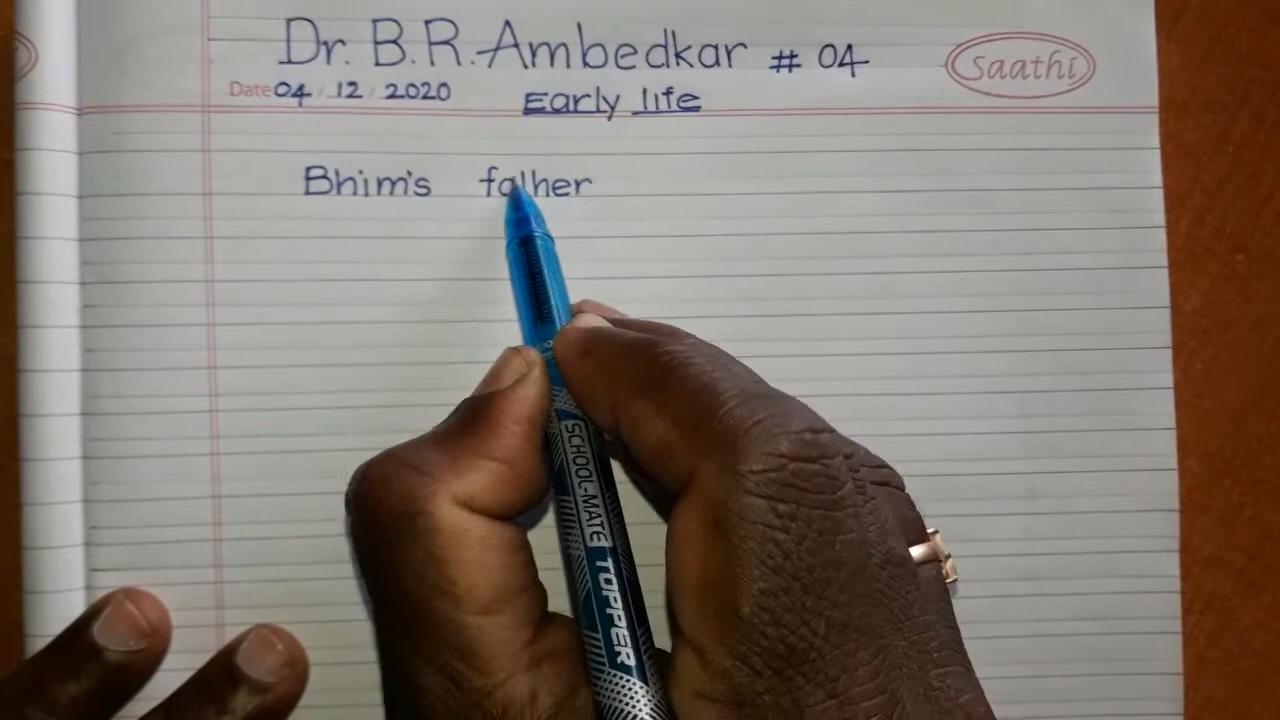 Dr. B.R. Ambedkar # 04
Saathi
Date 04 / 12 / 2020
Early life
Bhim's father
SCHOOL-MATE TOPPER